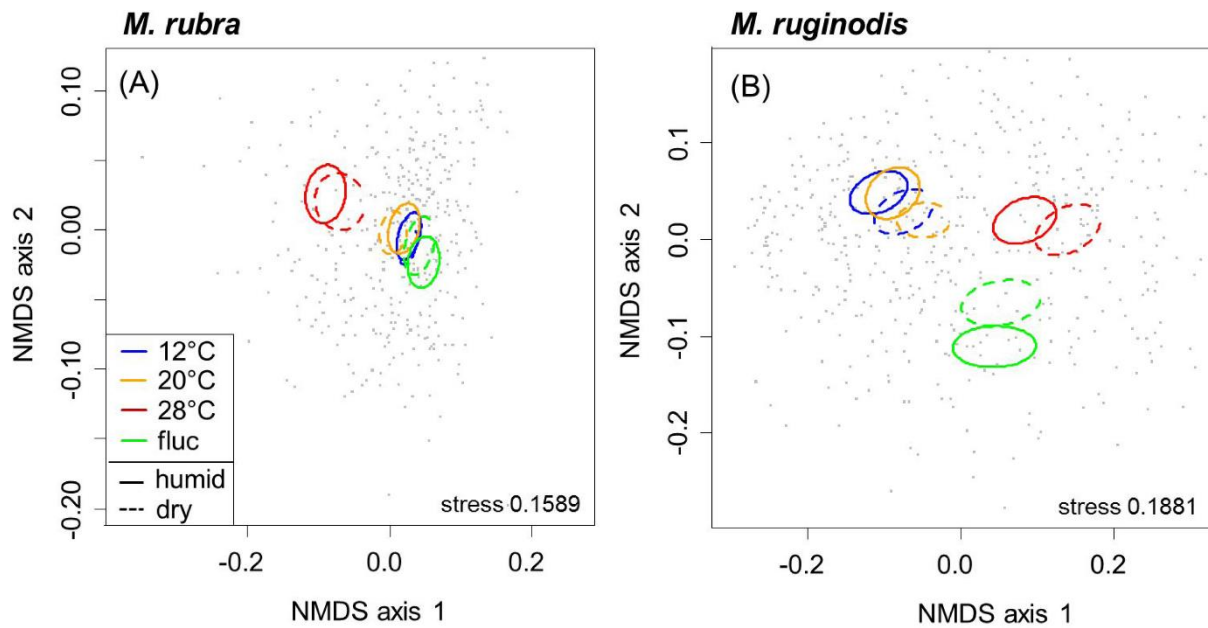 M. rubra
(A)
0.10
0.00
-0.10
-0.20
NMDS axis 2
12°C
20°C
28°C
fluc
humid
dry
stress 0.1589
-0.2
0.0
0.2
NMDS axis 1
M. ruginodis
(B)
0.1
0.0
-0.1
-0.2
NMDS axis 2
stress 0.1881
-0.2
0.0
0.2
NMDS axis 1